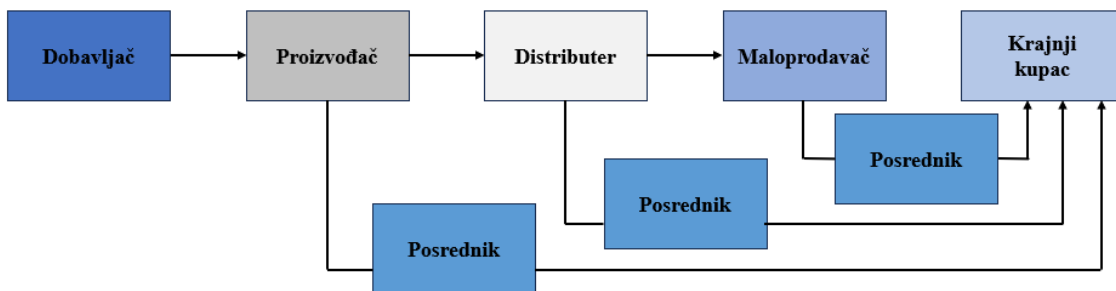 Dobavljač
Proizvođač
Distributer
Maloprodavač
Krajnji
kupac
Posrednik
Posrednik
Posrednik